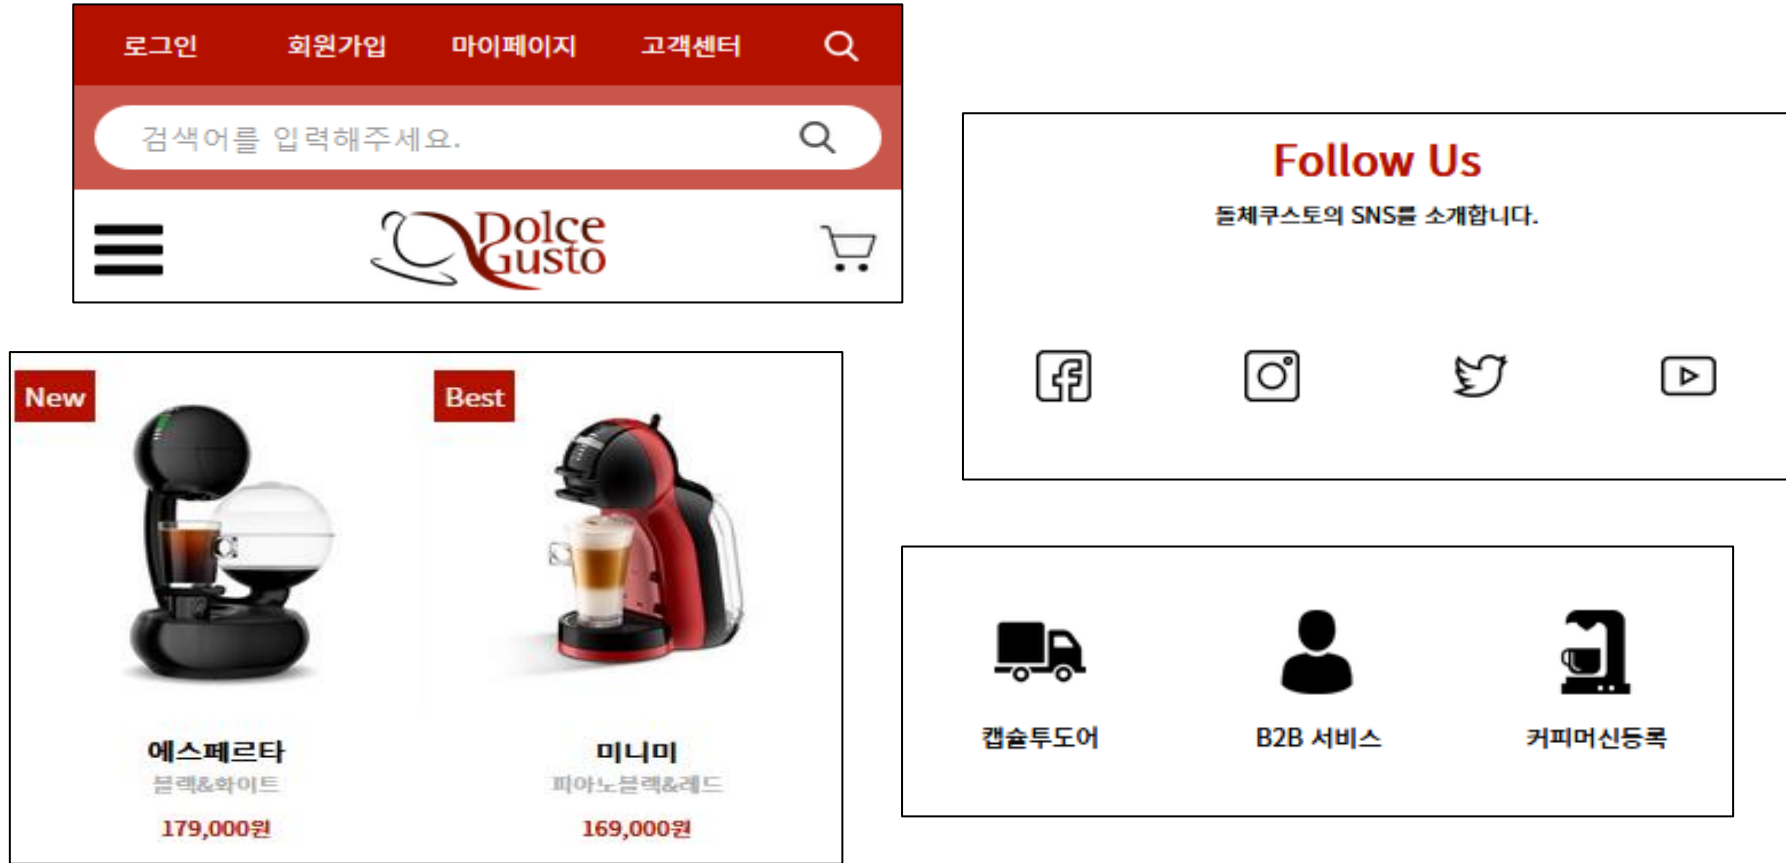 로그인 회원가입 마이페이지 고객센터
검색어를 입력해주세요.
Dolce
Gusto
New Best
에스페르타 미니미
블랙&화이트 피아노블랙&레드
179,000원 169,000원
Follow Us
돌체쿠스토의 SNS를 소개합니다.
캡슐투도어 B2B 서비스 커피머신등록